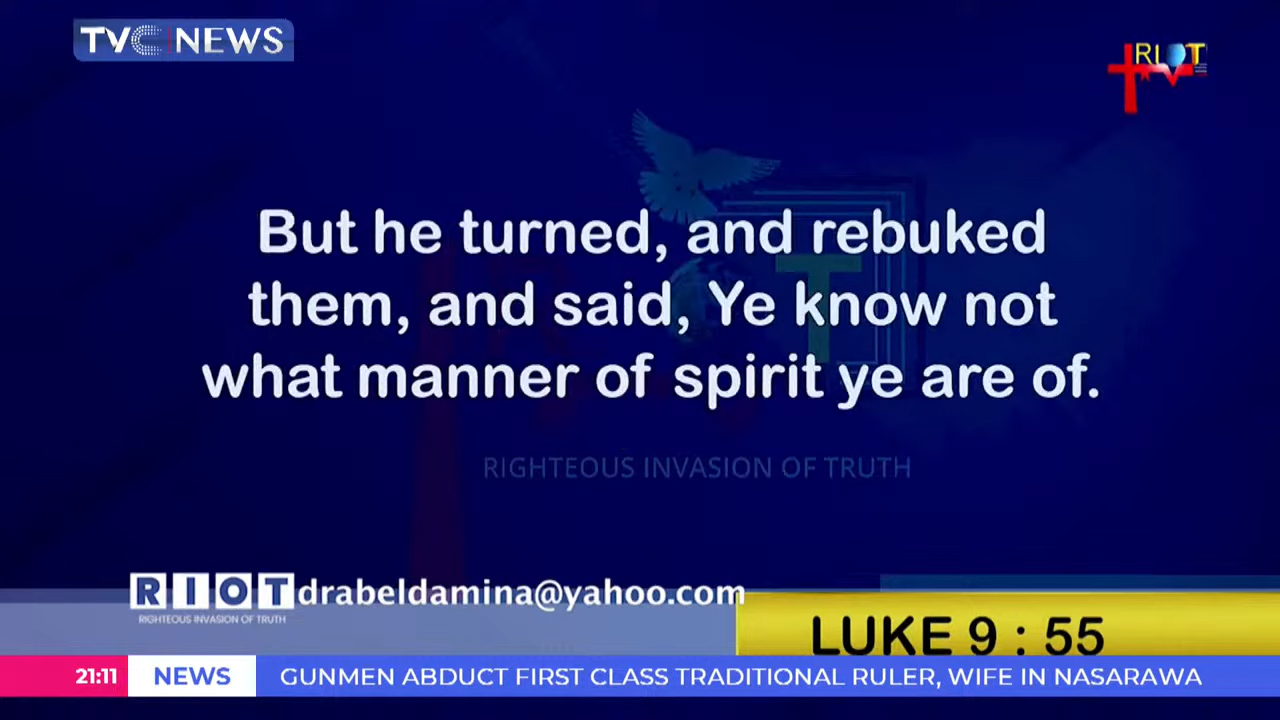 TVC NEWS
RIOT
But he turned, and rebuked
them, and said, Ye know not
what manner of spirit ye are of.
T
RIGHTEOUS INVASION OF TRUTH
RIOT drabeldamina@yahoo.com
RIGHTEOUS INVASION OF TRUTH
LUKE 9 : 55
21:11 NEWS GUNMEN ABDUCT FIRST CLASS TRADITIONAL RULER, WIFE IN NASARAWA